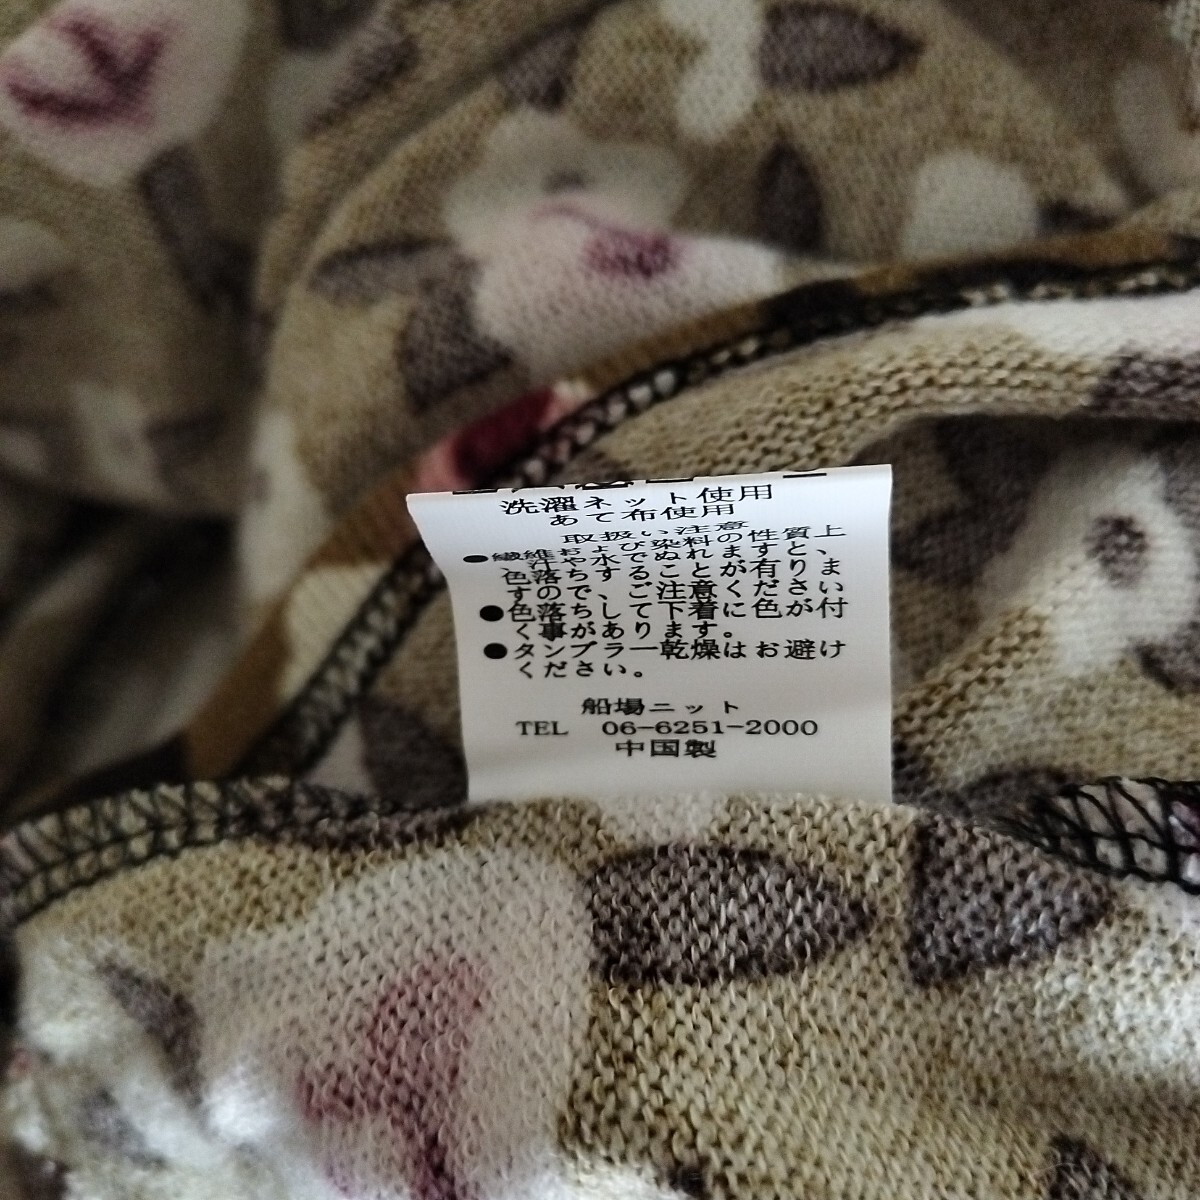 洗濯ネット使用
あて布使用
取扱い注意
●繊維および染料の性質上
、汗や水でぬれますと、
色落ちすることが有りま
すので、ご注意ください
●色落ちして下着に色が付
く事があります。
●タンブラー乾燥はお避け
ください。
船場ニット
TEL 06-6251-2000
中国製